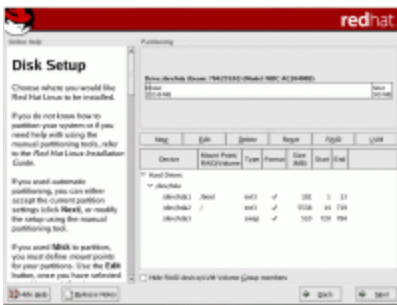 redhat
Online Help
Disk Setup
Choose where you would like
Red Hat Linux to be installed.
If you do not know how to
partition your system or if you
need help with using the
manual partitioning tools, refer
to the Red Hat Linux Installation
Guide.
If you used automatic
partitioning, you can either
accept the current partition
settings (click Next), or modify
the setup using the manual
partitioning tool.
If you used
to partition,
you must define mount points
for your partitions. Use the Edit
button, once you have selected
Partitioning
New
Edit
Delete
Reset
RAID
LVM
Device
Mount Point/
RAID/Volume
Type
Format
Size
(MB)
Start
End
Hard Drives
/dev/hda
/dev/hda1 /boot ext3
/dev/hda2 / ext3
/dev/hda3 swap
Hide RAID device/LVM Volume Group members
Hide Help
Release Notes
Back
Next